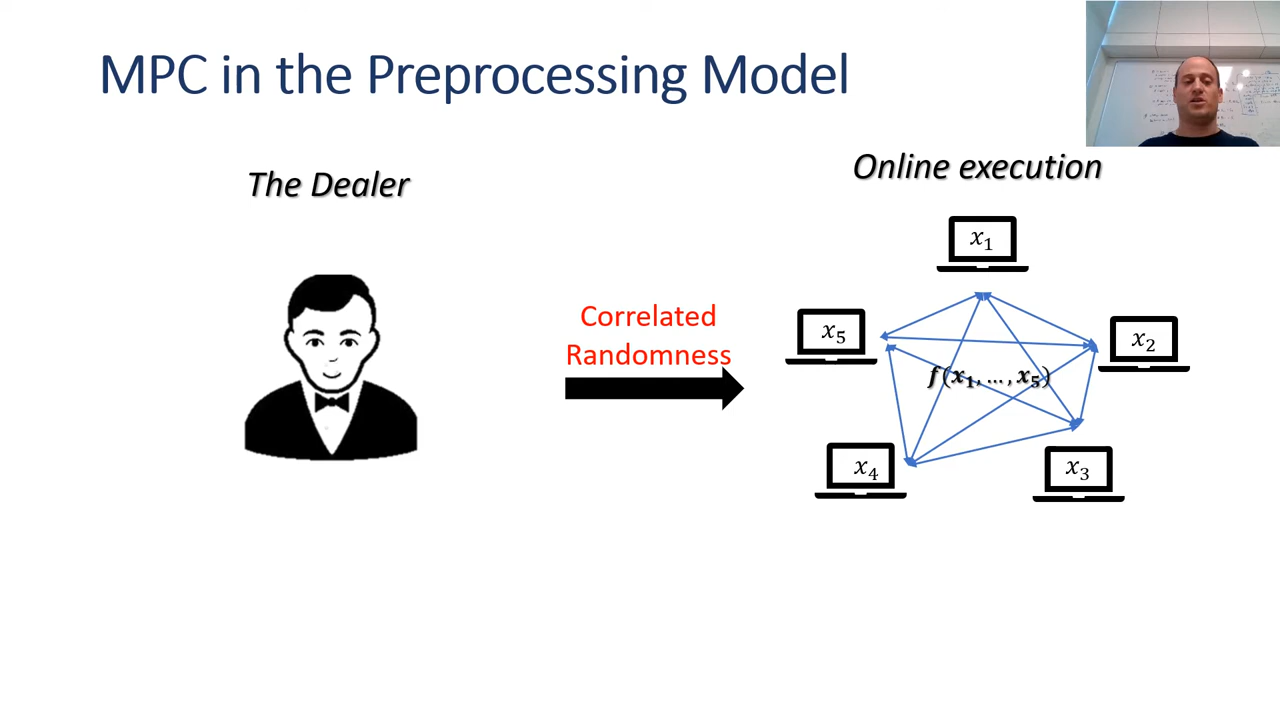 MPC in the Preprocessing Model
The Dealer
Online execution
Correlated
Randomness
x₁
x₅
x₂
f(x₁, … , x₅)
x₄
x₃